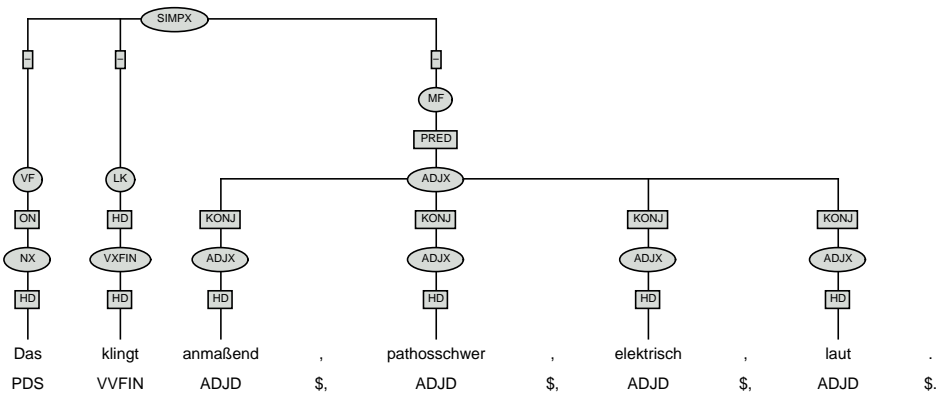 SIMPX
– – –
MF
PRED
VF LK ADJX
ON HD KONJ KONJ KONJ KONJ
NX VXFIN ADJX ADJX ADJX ADJX
HD HD HD HD HD HD
Das klingt anmaßend , pathosschwer , elektrisch , laut .
PDS VVFIN ADJD $, ADJD $, ADJD $, ADJD $.